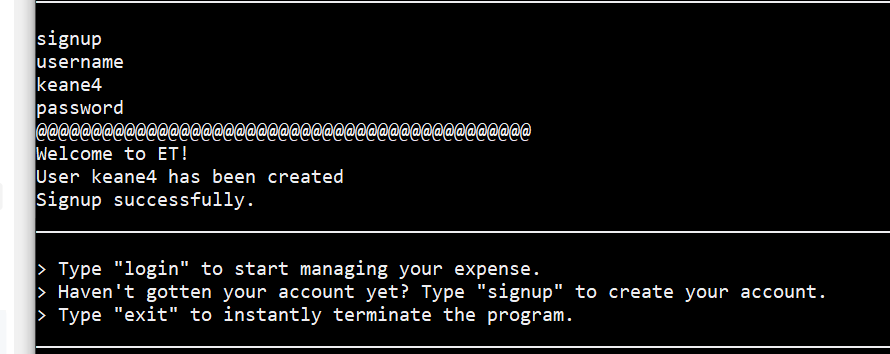 signup
username
keane4
password
@@@@@@@@@@@@@@@@@@@@@@@@@@@@@@@@@@@@@@@@@@@@@
Welcome to ET!
User keane4 has been created
Signup successfully.
> Type "login" to start managing your expense.
> Haven't gotten your account yet? Type "signup" to create your account.
> Type "exit" to instantly terminate the program.